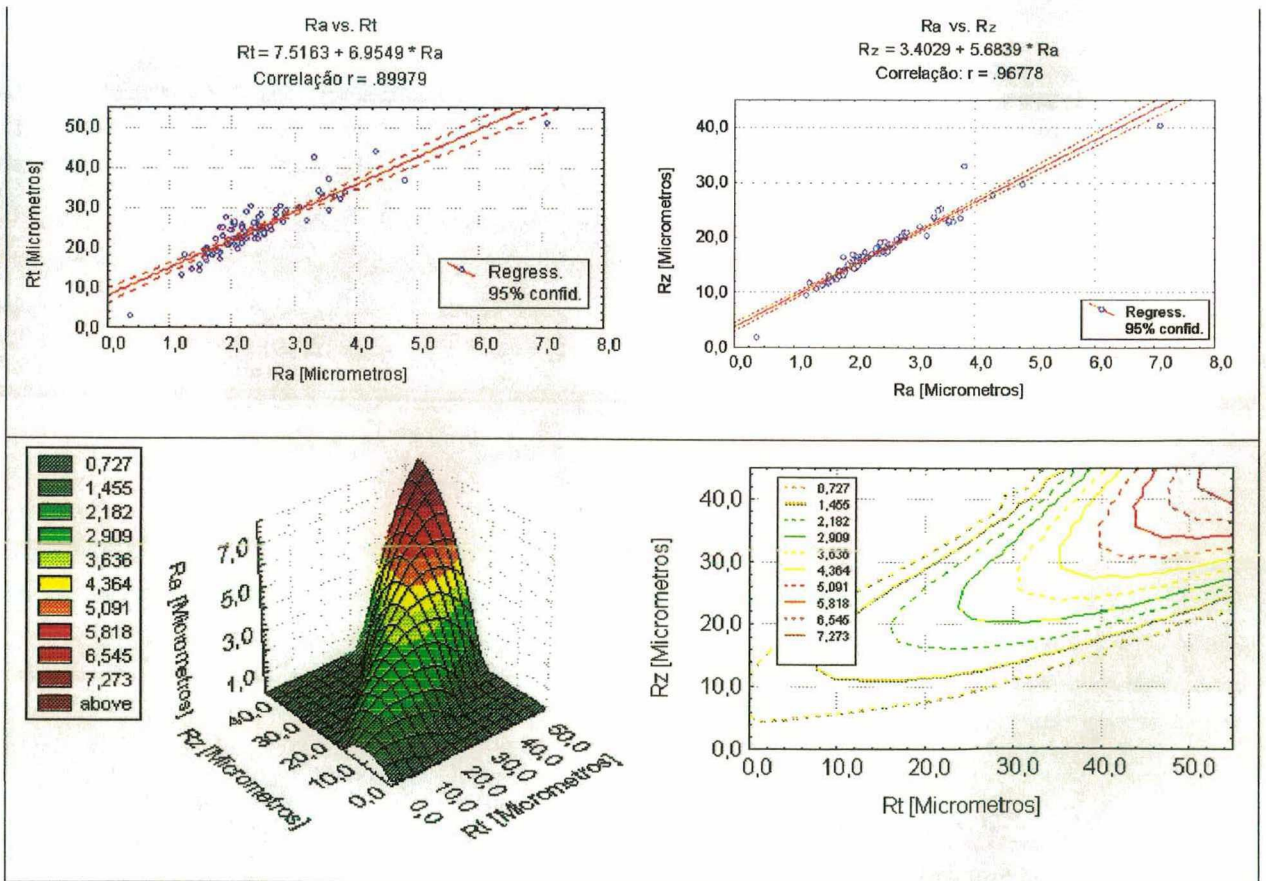 Ra vs. Rt
Rt = 7.5163 + 6.9549 * Ra
Correlação r = .89979
50,0
40,0
30,0
20,0
10,0
0,0
Rt [Micrometros]
Regress.
95% confid.
0,0 1,0 2,0 3,0 4,0 5,0 6,0 7,0 8,0
Ra [Micrometros]
Ra vs. Rz
Rz = 3.4029 + 5.6839 * Ra
Correlação: r = .96778
40,0
30,0
20,0
10,0
0,0
Rz [Micrometros]
Regress.
95% confid.
0,0 1,0 2,0 3,0 4,0 5,0 6,0 7,0 8,0
Ra [Micrometros]
0,727
1,455
2,182
2,909
3,636
4,364
5,091
5,818
6,545
7,273
above
Ra [Micrometros]
7,0
5,0
3,0
1,0
40,0
30,0
20,0
10,0
0,0
Rz [Micrometros]
0,0
10,0
20,0
30,0
40,0
50,0
Rt [Micrometros]
40,0
30,0
20,0
10,0
0,0
Rz [Micrometros]
0,727
1,455
2,182
2,909
3,636
4,364
5,091
5,818
6,545
7,273
0,0 10,0 20,0 30,0 40,0 50,0
Rt [Micrometros]